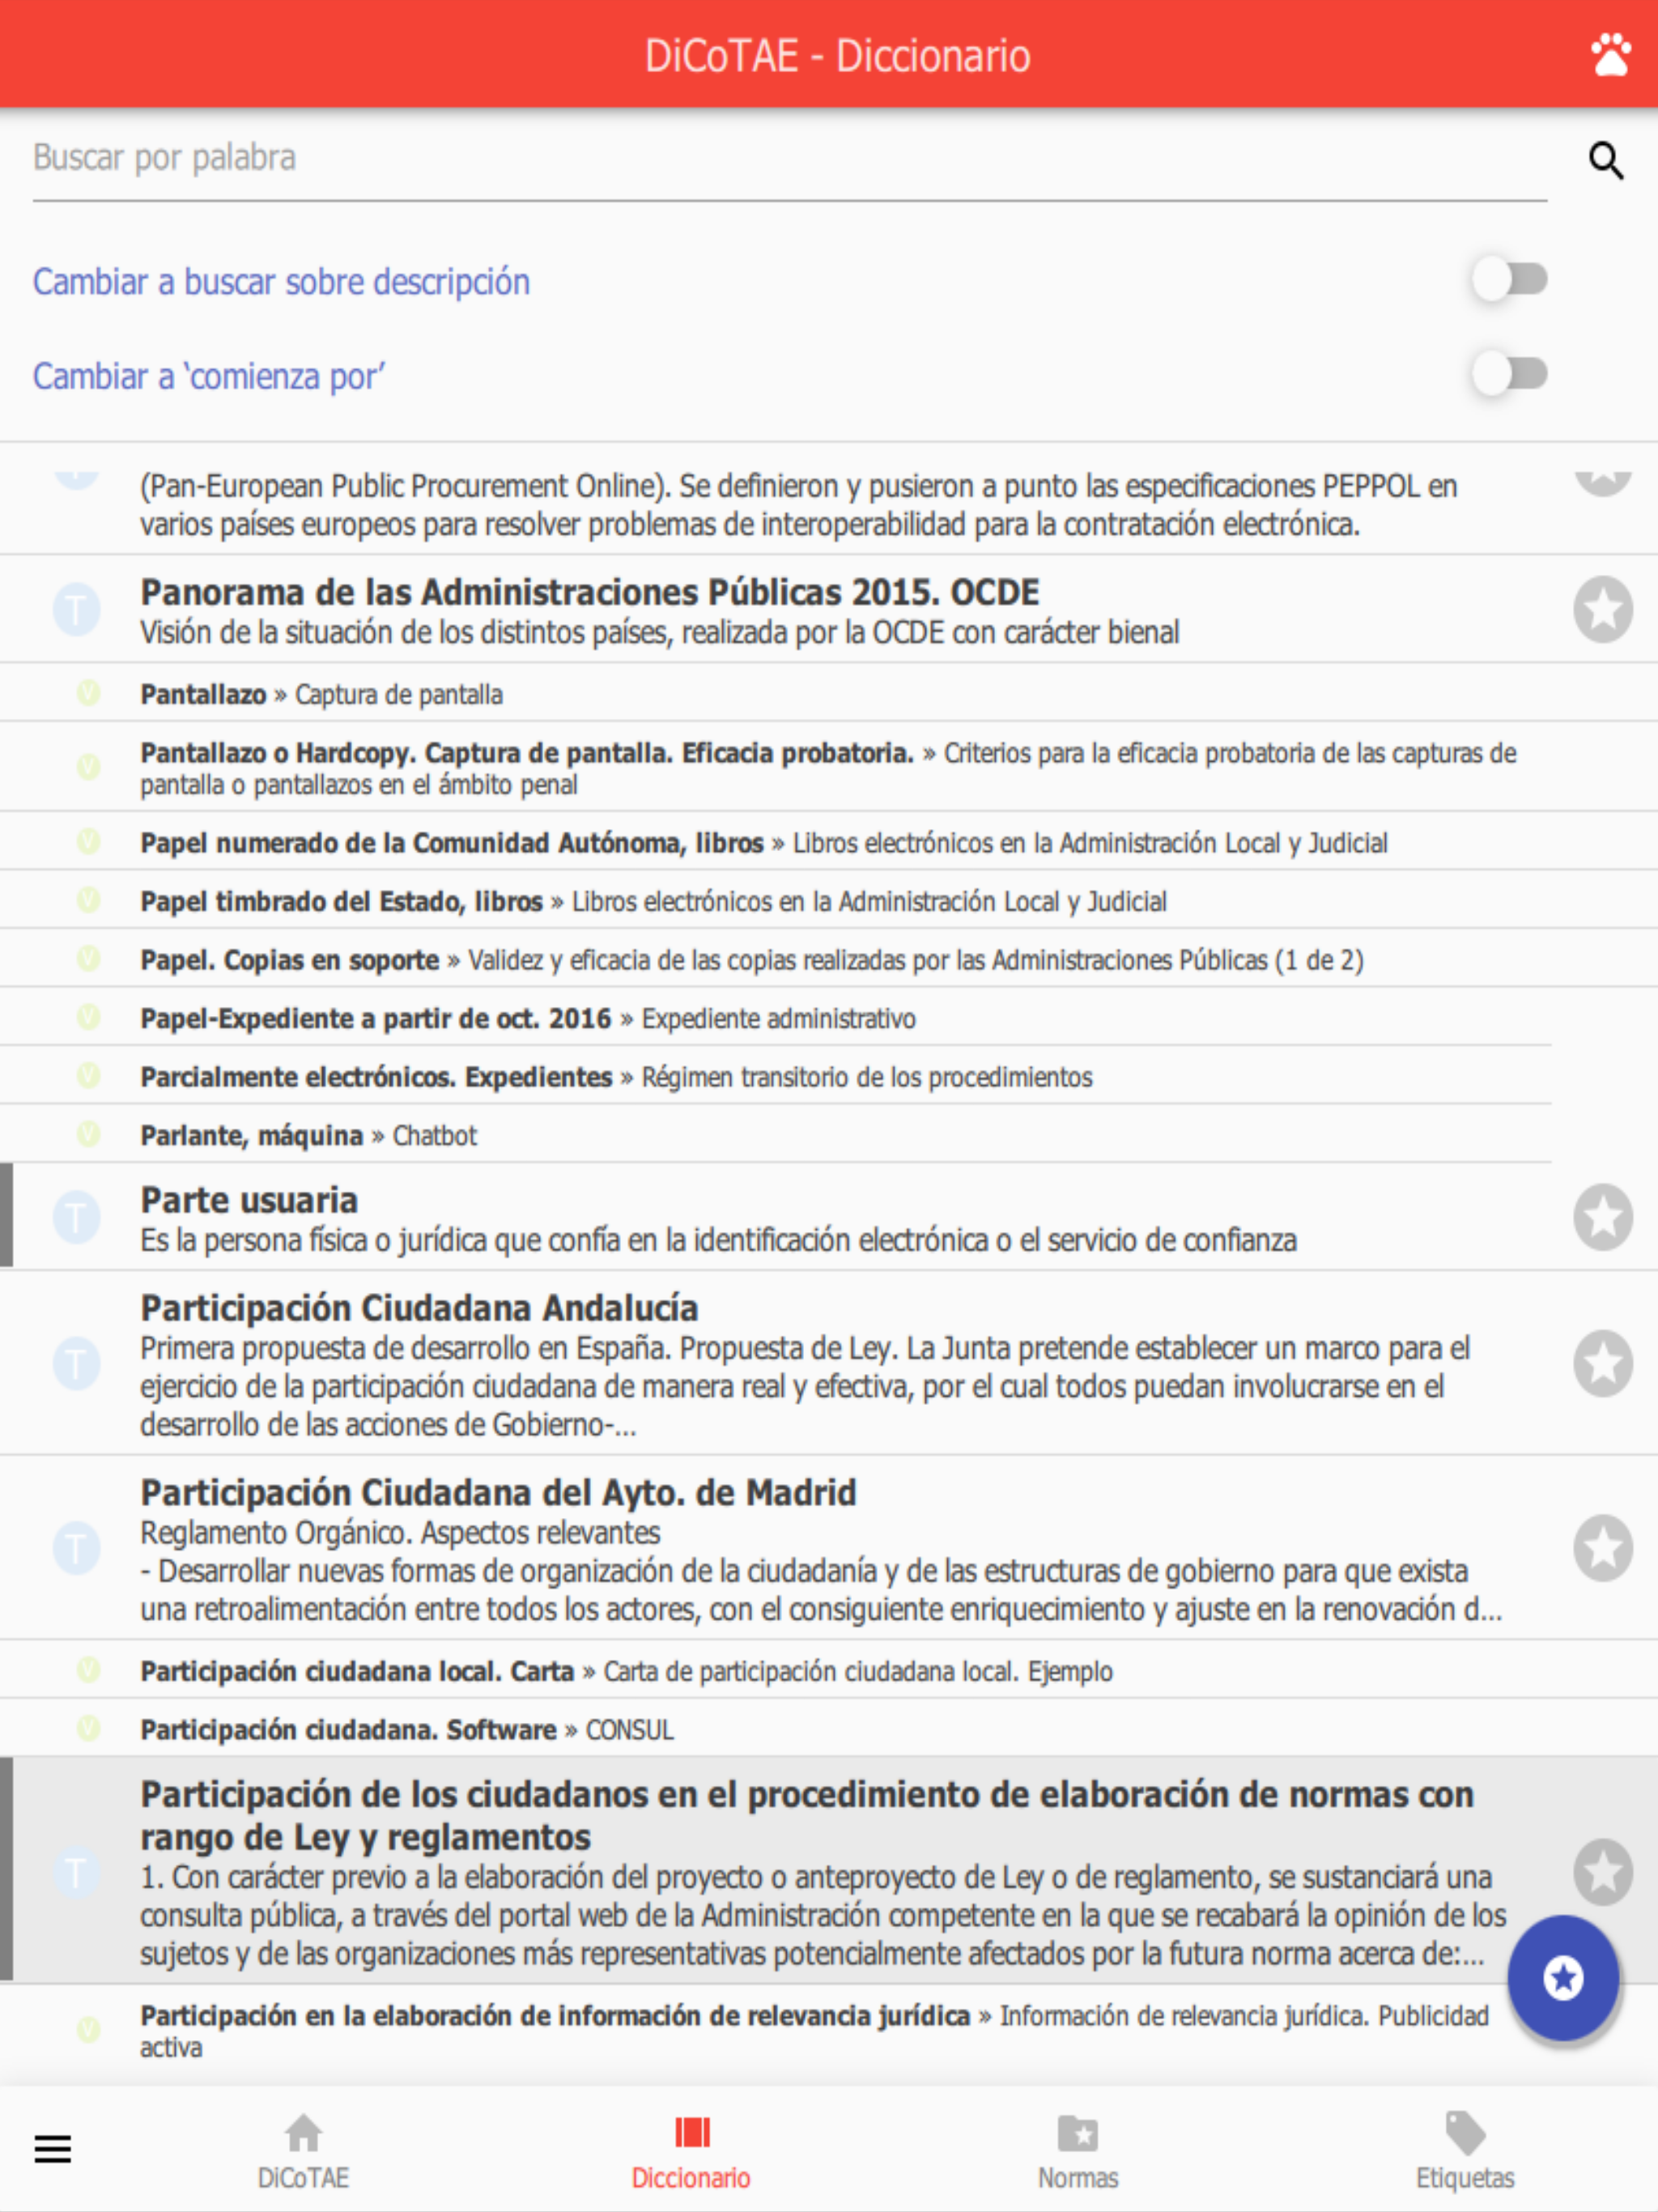 DiCoTAE - Diccionario
Buscar por palabra
Cambiar a buscar sobre descripción
Cambiar a ‘comienza por’
(Pan-European Public Procurement Online). Se definieron y pusieron a punto las especificaciones PEPPOL en
varios países europeos para resolver problemas de interoperabilidad para la contratación electrónica.
T
Panorama de las Administraciones Públicas 2015. OCDE
Visión de la situación de los distintos países, realizada por la OCDE con carácter bienal
V Pantallazo » Captura de pantalla
V Pantallazo o Hardcopy. Captura de pantalla. Eficacia probatoria. » Criterios para la eficacia probatoria de las capturas de
pantalla o pantallazos en el ámbito penal
V Papel numerado de la Comunidad Autónoma, libros » Libros electrónicos en la Administración Local y Judicial
V Papel timbrado del Estado, libros » Libros electrónicos en la Administración Local y Judicial
V Papel. Copias en soporte » Validez y eficacia de las copias realizadas por las Administraciones Públicas (1 de 2)
V Papel-Expediente a partir de oct. 2016 » Expediente administrativo
V Parcialmente electrónicos. Expedientes » Régimen transitorio de los procedimientos
V Parlante, máquina » Chatbot
T
Parte usuaria
Es la persona física o jurídica que confía en la identificación electrónica o el servicio de confianza
T
Participación Ciudadana Andalucía
Primera propuesta de desarrollo en España. Propuesta de Ley. La Junta pretende establecer un marco para el
ejercicio de la participación ciudadana de manera real y efectiva, por el cual todos puedan involucrarse en el
desarrollo de las acciones de Gobierno-...
T
Participación Ciudadana del Ayto. de Madrid
Reglamento Orgánico. Aspectos relevantes
- Desarrollar nuevas formas de organización de la ciudadanía y de las estructuras de gobierno para que exista
una retroalimentación entre todos los actores, con el consiguiente enriquecimiento y ajuste en la renovación d...
V Participación ciudadana local. Carta » Carta de participación ciudadana local. Ejemplo
V Participación ciudadana. Software » CONSUL
T
Participación de los ciudadanos en el procedimiento de elaboración de normas con
rango de Ley y reglamentos
1. Con carácter previo a la elaboración del proyecto o anteproyecto de Ley o de reglamento, se sustanciará una
consulta pública, a través del portal web de la Administración competente en la que se recabará la opinión de los
sujetos y de las organizaciones más representativas potencialmente afectados por la futura norma acerca de:...
V Participación en la elaboración de información de relevancia jurídica » Información de relevancia jurídica. Publicidad
activa
DiCoTAE
Diccionario
Normas
Etiquetas